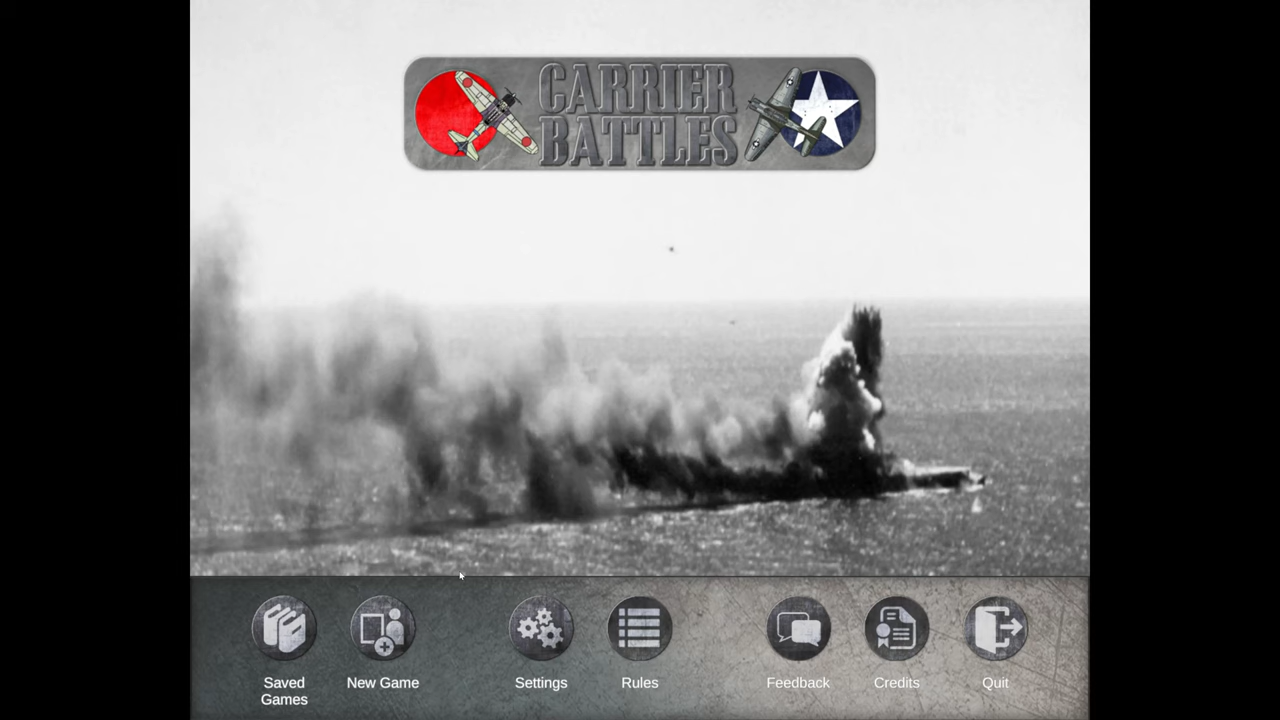 CARRIER
BATTLES
Saved
Games
New Game
Settings
Rules
Feedback
Credits
Quit